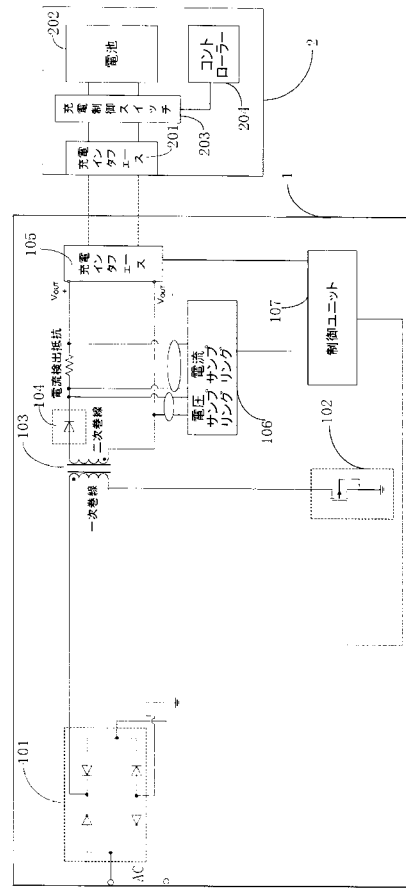 202
電池
充電
制御
スイ
ッチ
充電
イン
タフ
ェース
201
203
コント
ローラー
204
2
1
105
充電
イン
タフ
ェース
VOUT
VOUT
電流検出抵抗
104
103
二次巻線
一次巻線
電流
サンプ
リング
電圧
サンプ
リング
106
107
制御ユニット
102
101
AC